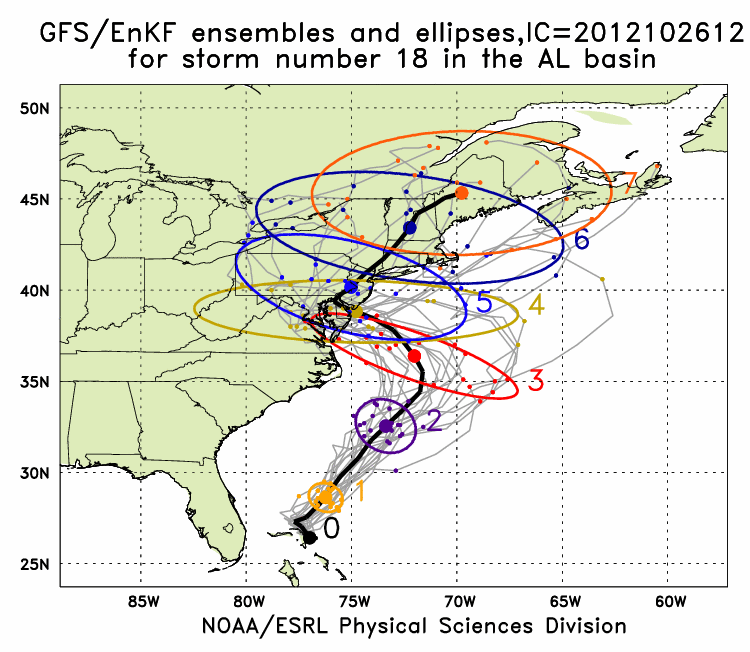 GFS/EnKF ensembles and ellipses,IC=2012102612
for storm number 18 in the AL basin
50N
45N
7
6
40N
5
4
35N
3
2
30N
1
0
25N
85W 80W 75W 70W 65W 60W
NOAA/ESRL Physical Sciences Division